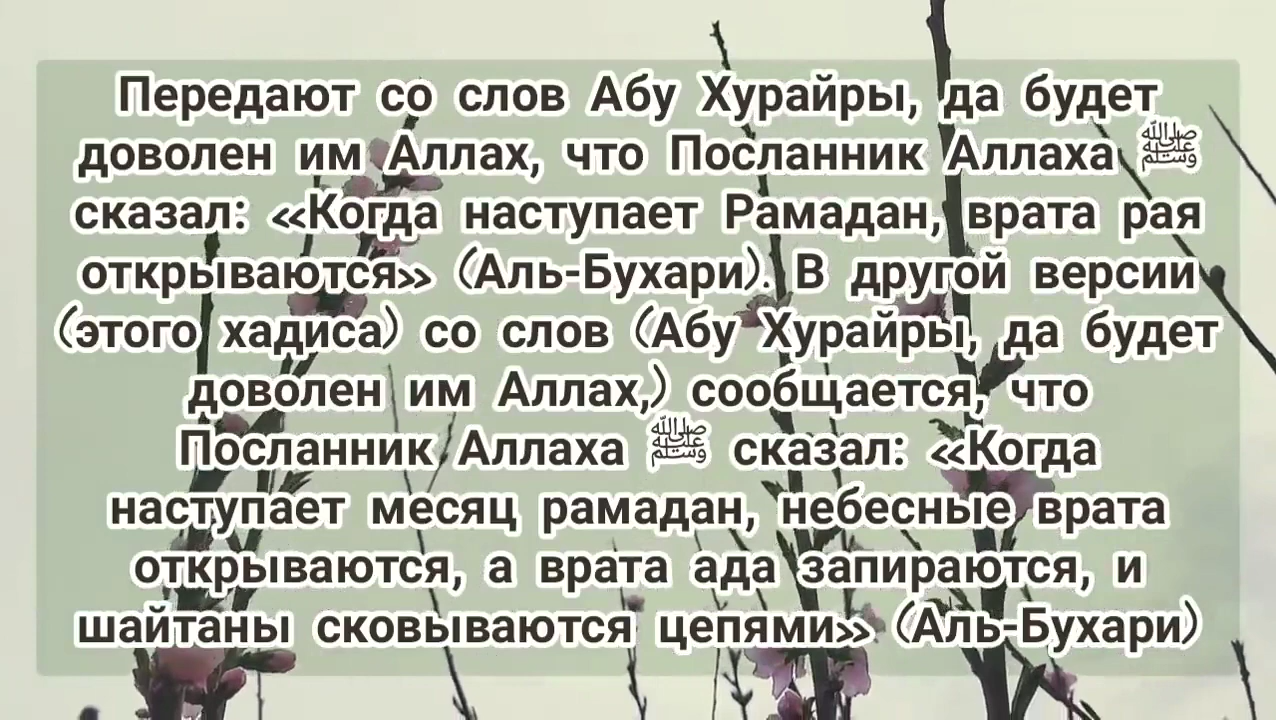 Передают со слов Абу Хурайры, да будет
доволен им Аллах, что Посланник Аллаха ﷺ
сказал: «Когда наступает Рамадан, врата рая
открываются» (Аль-Бухари). В другой версии
(этого хадиса) со слов (Абу Хурайры, да будет
доволен им Аллах,) сообщается, что
Посланник Аллаха ﷺ сказал: «Когда
наступает месяц рамадан, небесные врата
открываются, а врата ада запираются, и
шайтаны сковываются цепями» (Аль-Бухари)